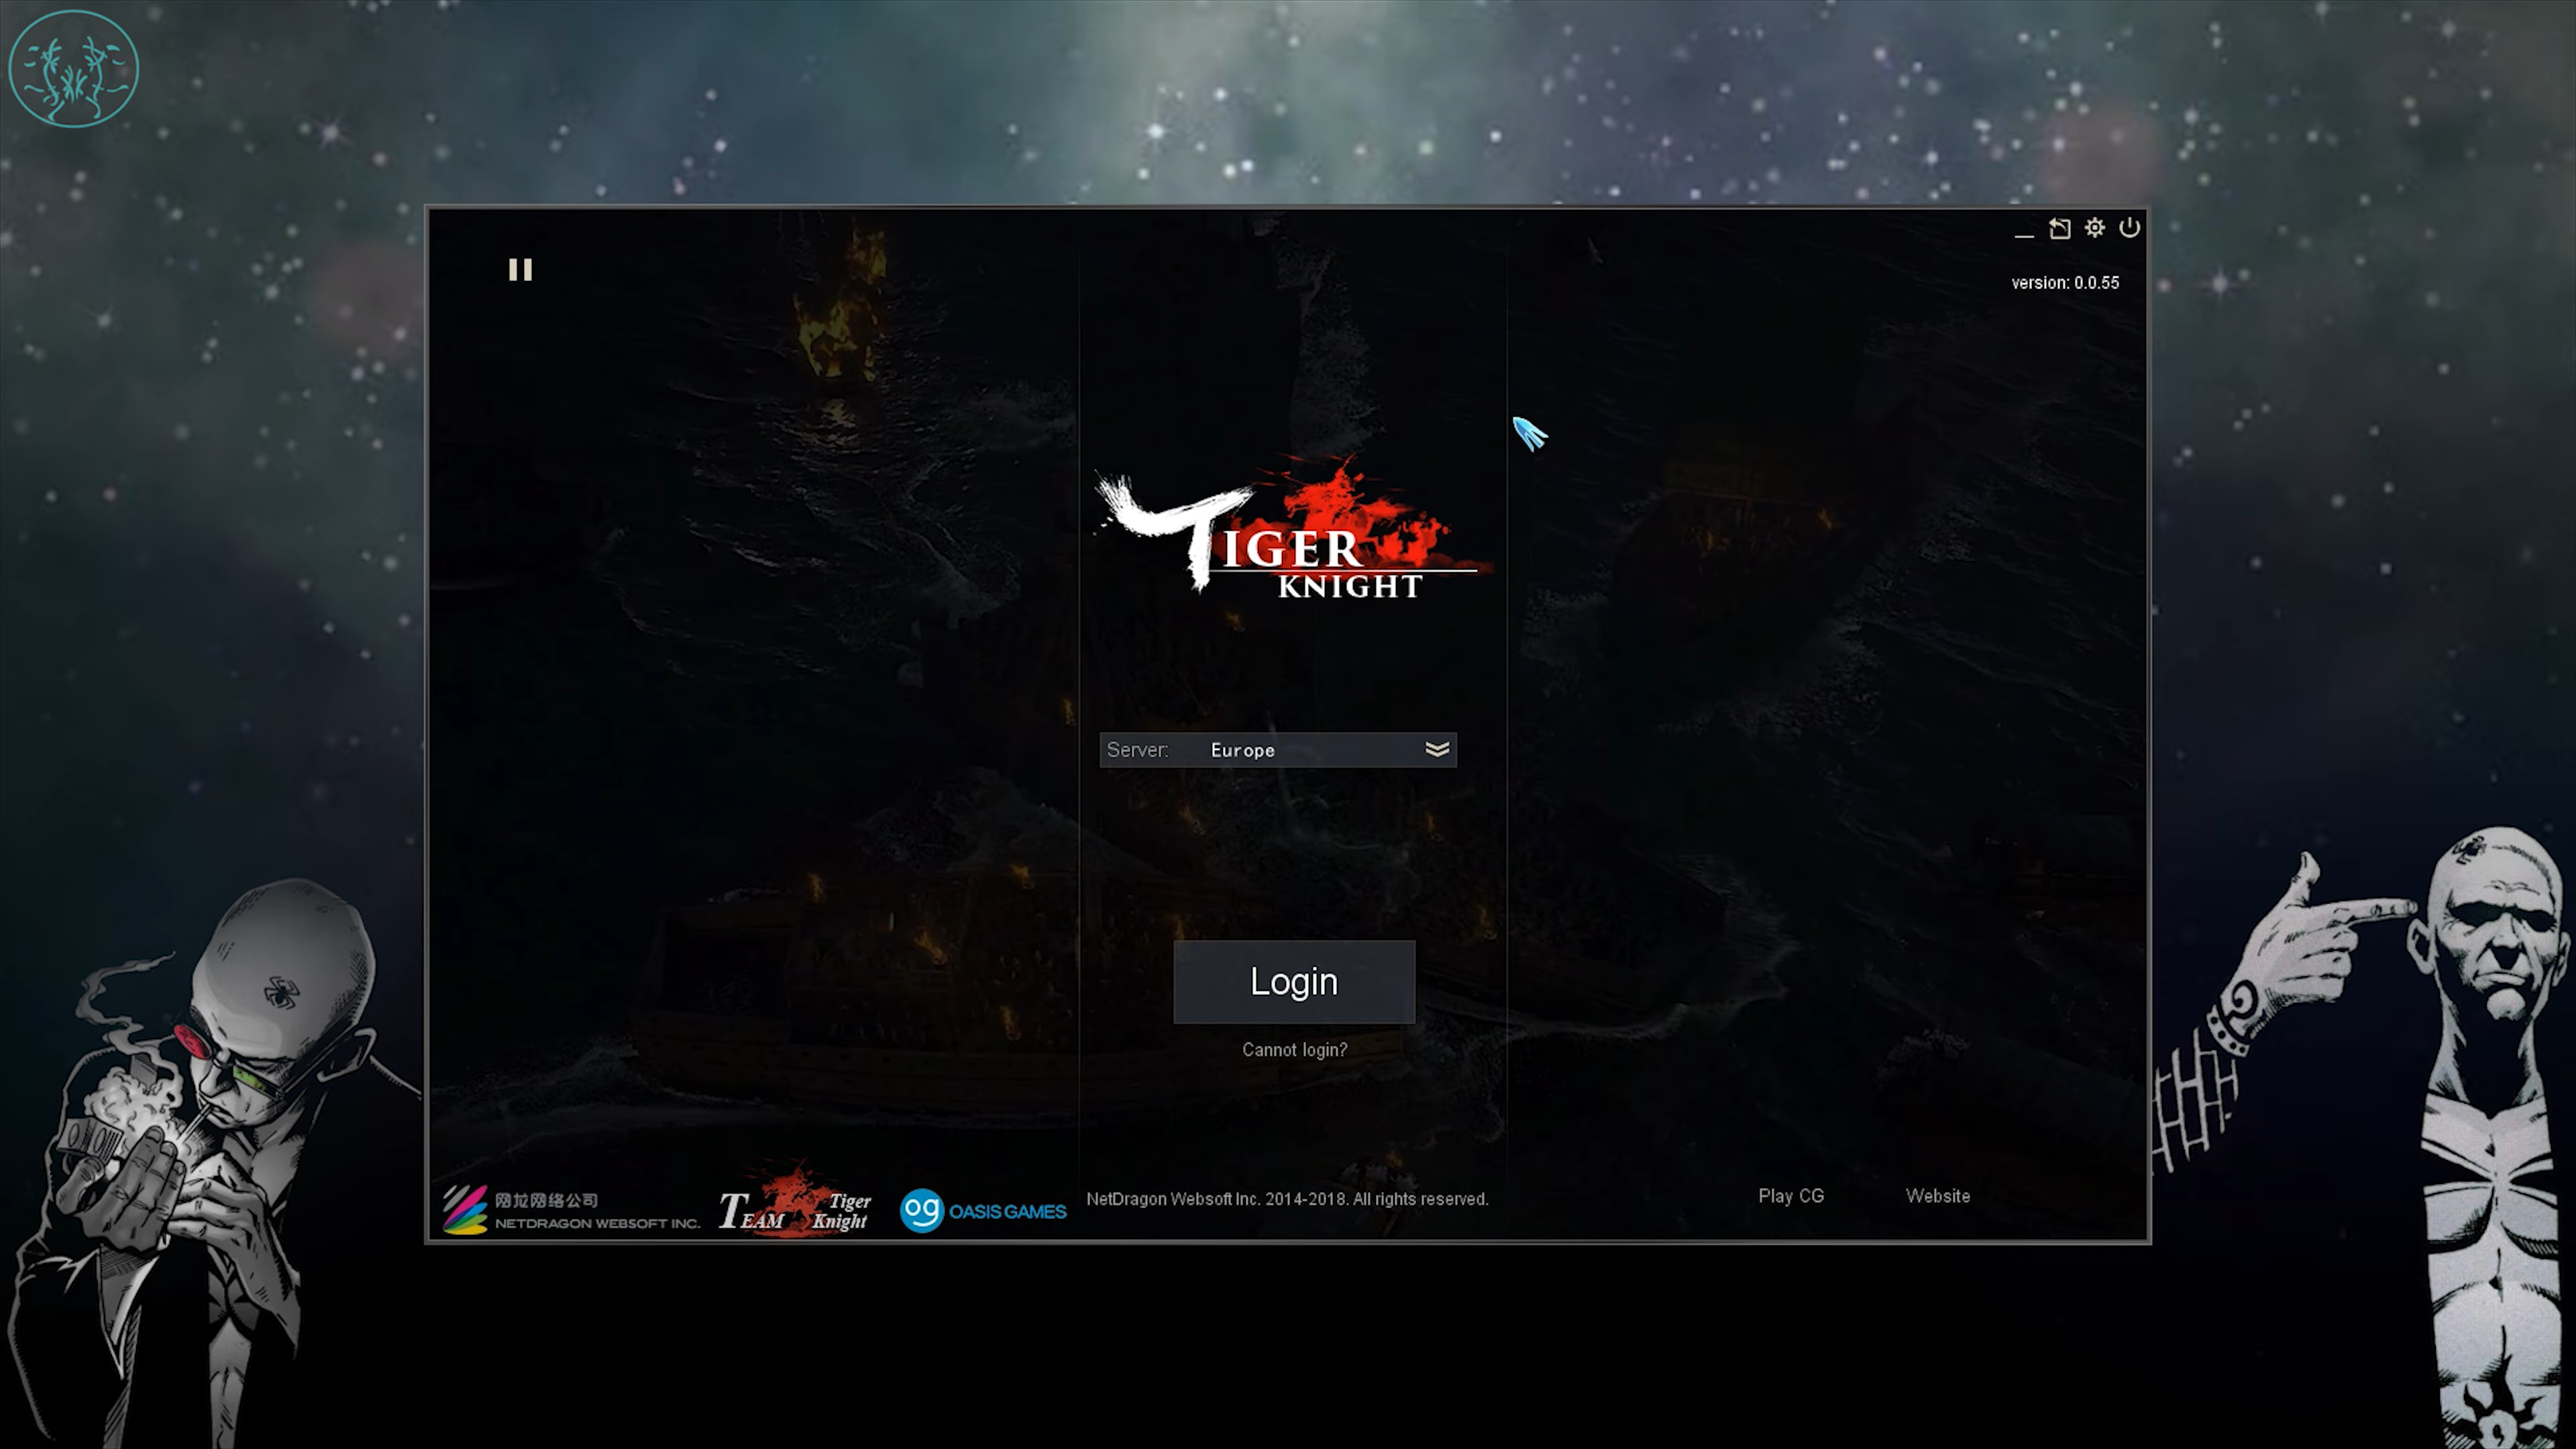 version: 0.0.55
TIGER
KNIGHT
Server: Europe
Login
Cannot login?
网龙网络公司
NETDRAGON WEBSOFT INC.
TEAM Tiger Knight
og OASIS GAMES
NetDragon Websoft Inc. 2014-2018. All rights reserved.
Play CG
Website